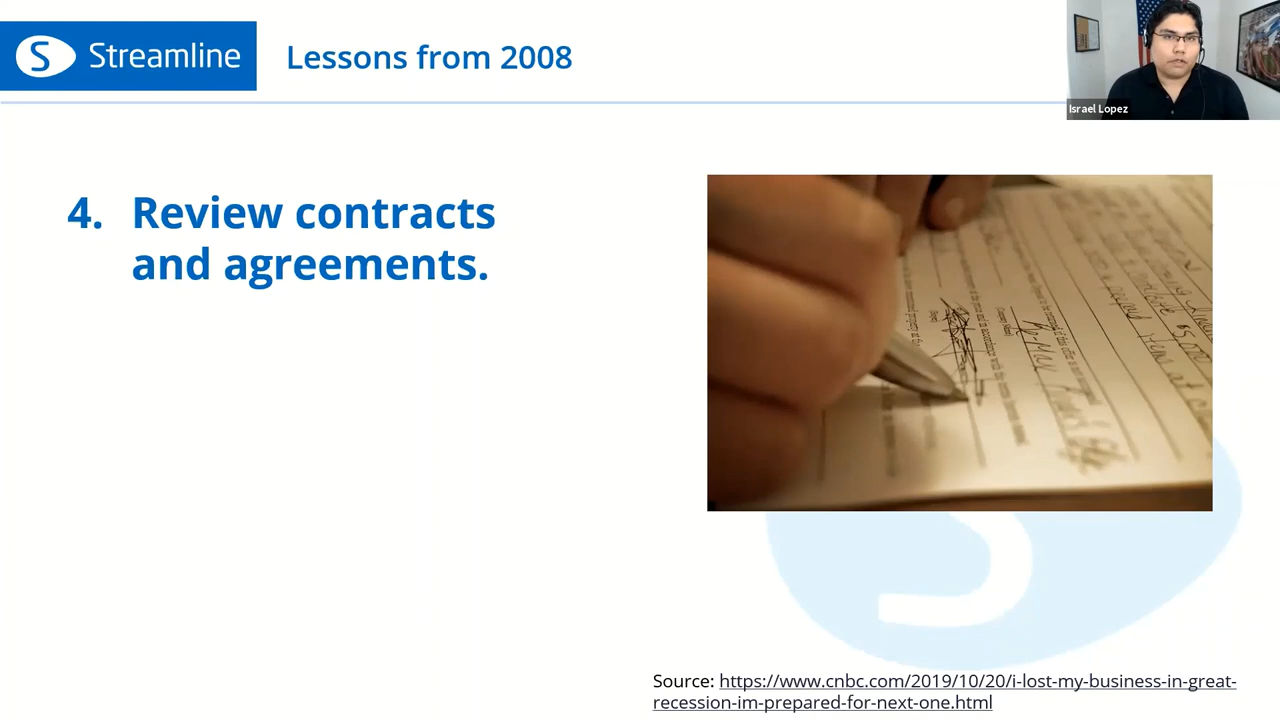 Streamline
Lessons from 2008
Israel Lopez
4. Review contracts
and agreements.
Source: https://www.cnbc.com/2019/10/20/i-lost-my-business-in-great-
recession-im-prepared-for-next-one.html